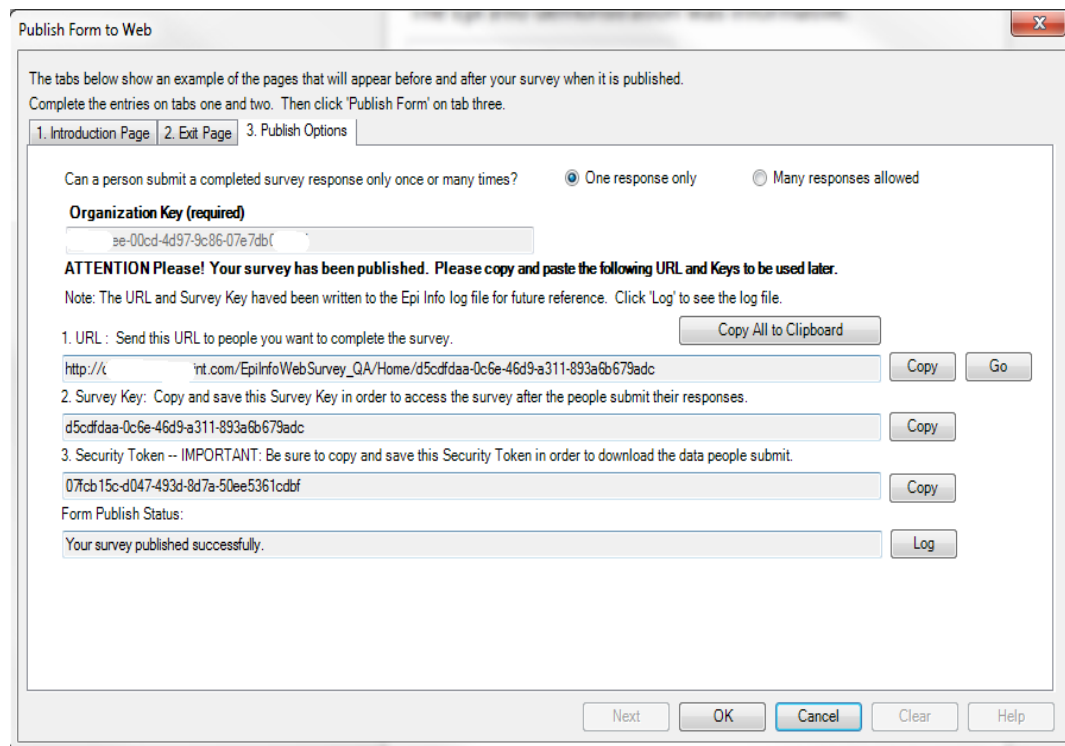 Publish Form to Web
The tabs below show an example of the pages that will appear before and after your survey when it is published.
Complete the entries on tabs one and two. Then click 'Publish Form' on tab three.
1. Introduction Page 2. Exit Page 3. Publish Options
Can a person submit a completed survey response only once or many times? One response only Many responses allowed
Organization Key (required)
ee-00cd-4d97-9c86-07e7db
ATTENTION Please! Your survey has been published. Please copy and paste the following URL and Keys to be used later.
Note: The URL and Survey Key haved been written to the Epi Info log file for future reference. Click 'Log' to see the log file.
1. URL : Send this URL to people you want to complete the survey. Copy All to Clipboard
http:// int.com/EpiInfoWebSurvey_QA/Home/d5cdfdaa-0c6e-46d9-a311-893a6b679adc Copy Go
2. Survey Key: Copy and save this Survey Key in order to access the survey after the people submit their responses.
d5cdfdaa-0c6e-46d9-a311-893a6b679adc Copy
3. Security Token -- IMPORTANT: Be sure to copy and save this Security Token in order to download the data people submit.
07fcb15c-d047-493d-8d7a-50ee5361cdbf Copy
Form Publish Status:
Your survey published successfully. Log
Next OK Cancel Clear Help